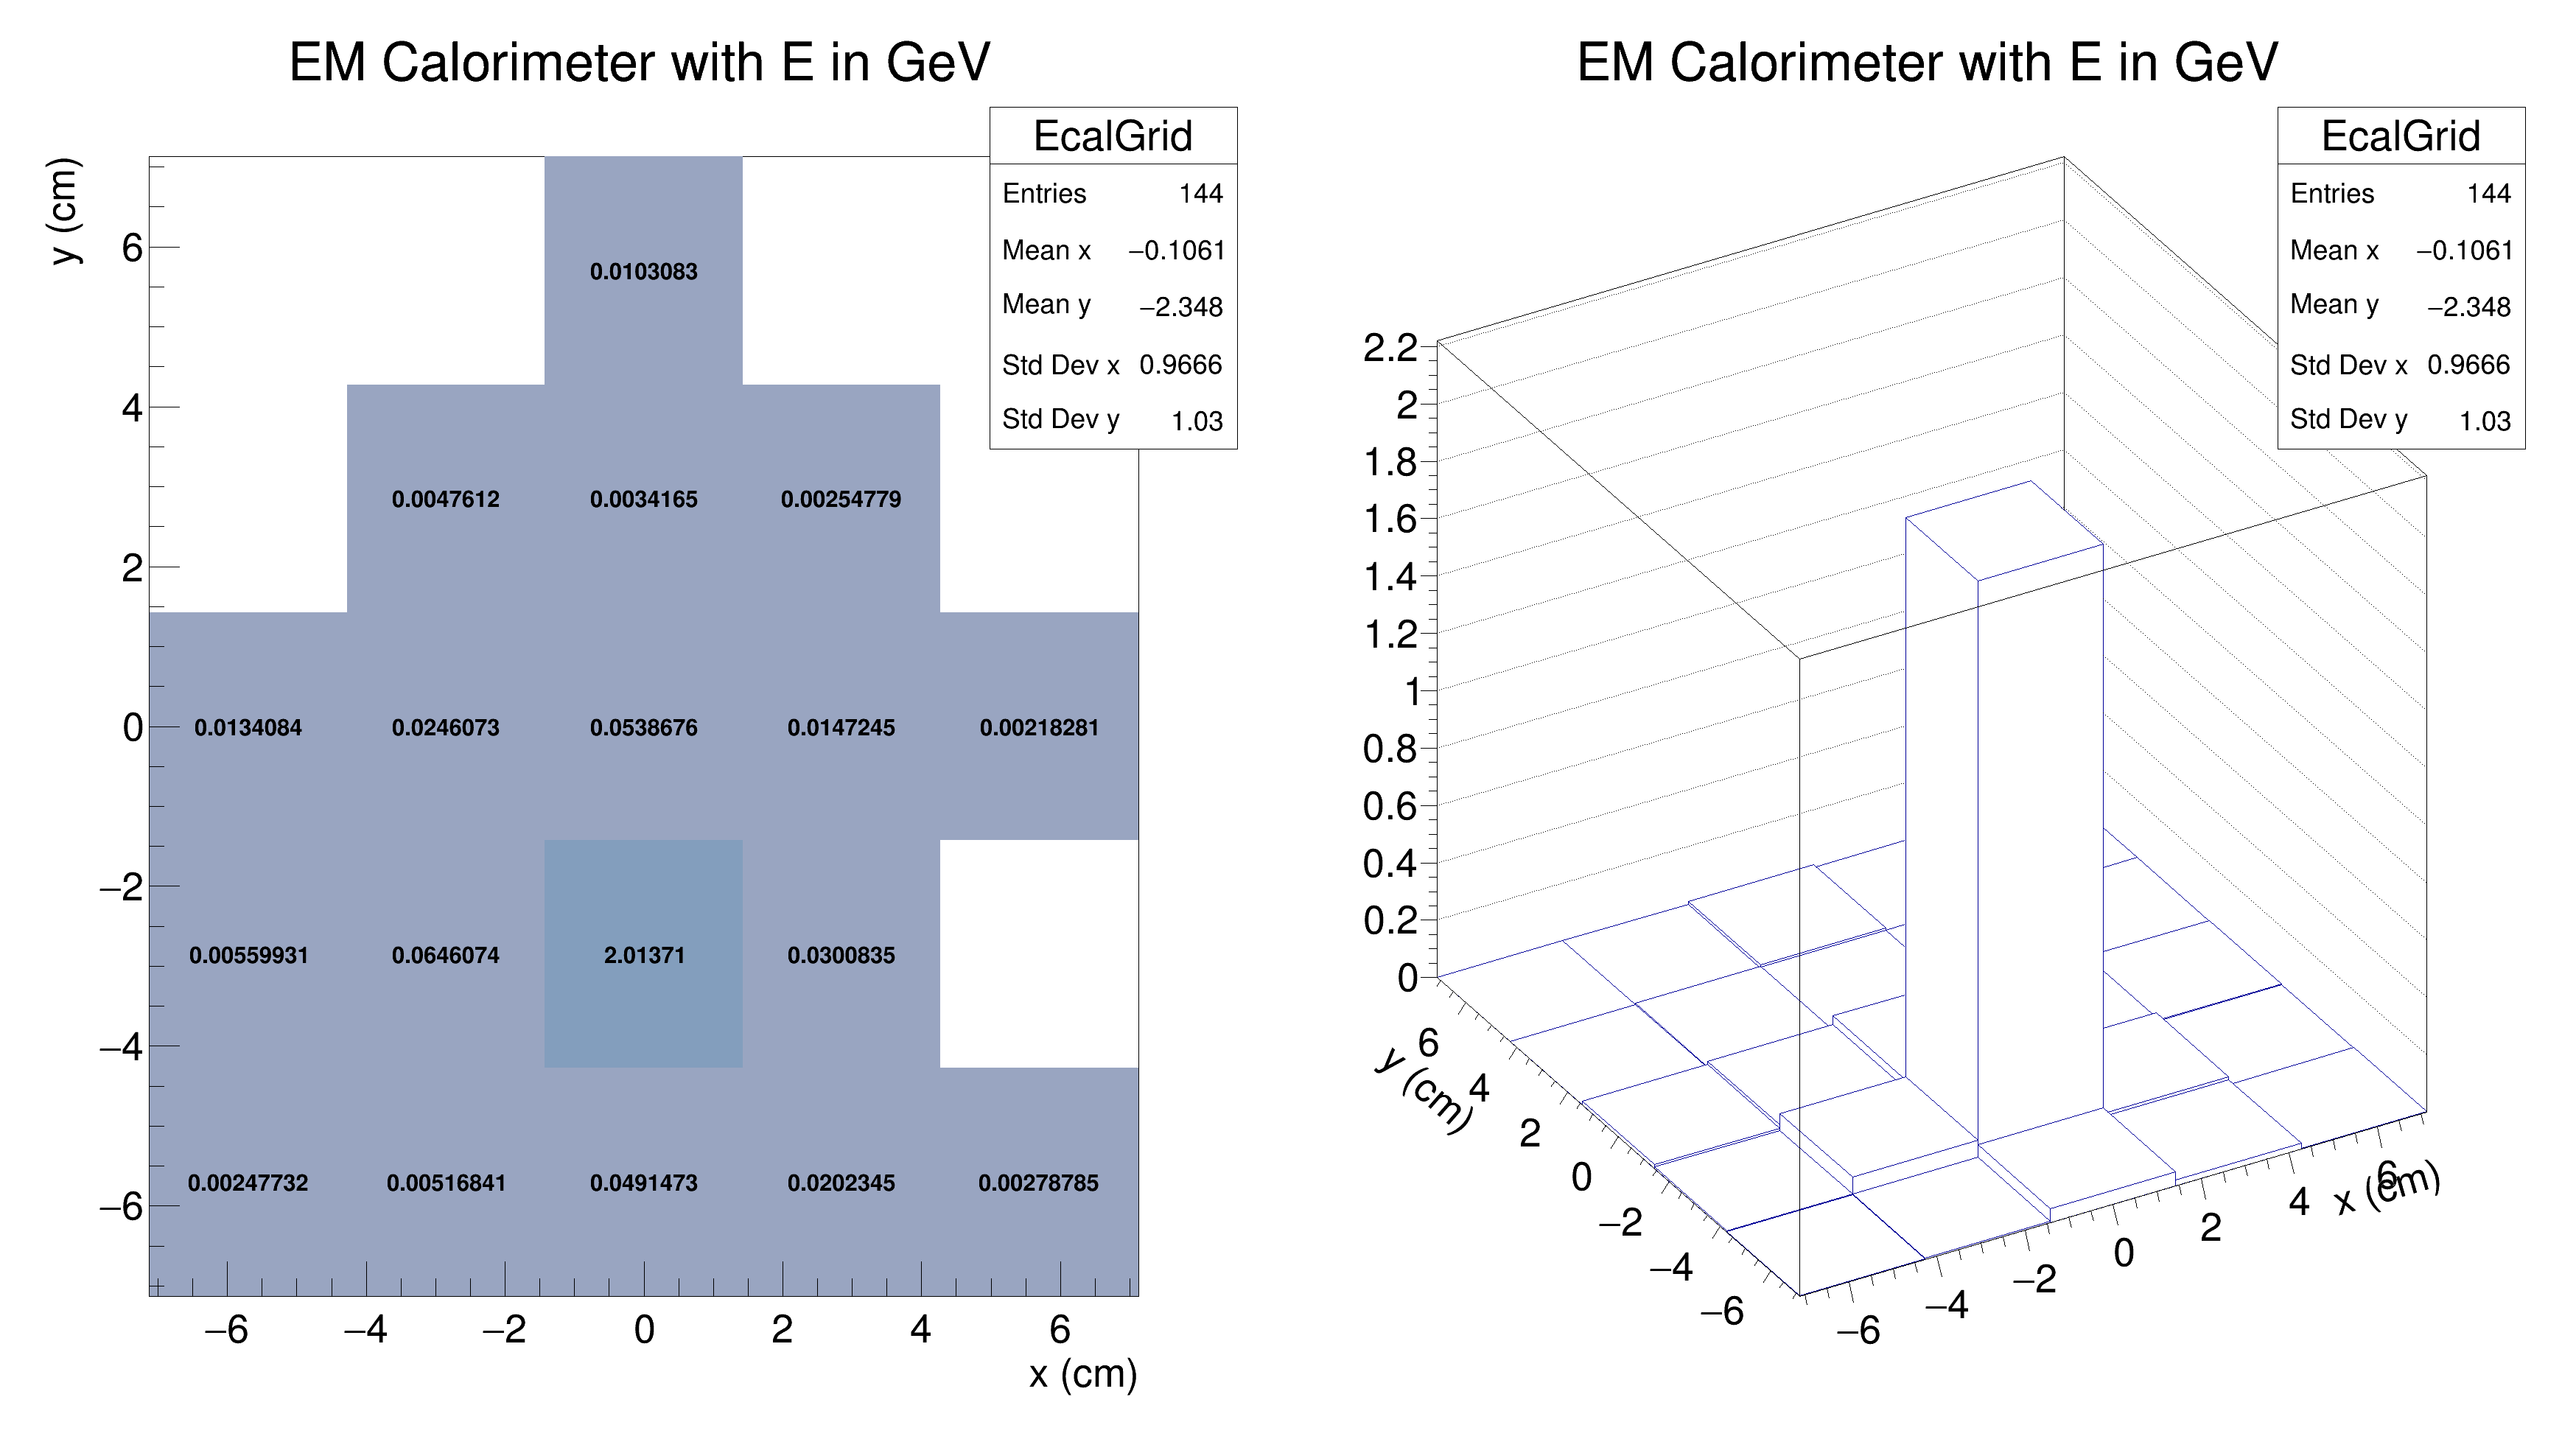 EM Calorimeter with E in GeV
EcalGrid
Entries 144
Mean x −0.1061
Mean y −2.348
Std Dev x 0.9666
Std Dev y 1.03
y (cm)
6
4
2
0
−2
−4
−6
0.0103083
0.0047612 0.0034165 0.00254779
0.0134084 0.0246073 0.0538676 0.0147245 0.00218281
0.00559931 0.0646074 2.01371 0.0300835
0.00247732 0.00516841 0.0491473 0.0202345 0.00278785
−6 −4 −2 0 2 4 6
x (cm)
EM Calorimeter with E in GeV
EcalGrid
Entries 144
Mean x −0.1061
Mean y −2.348
Std Dev x 0.9666
Std Dev y 1.03
2.2
2
1.8
1.6
1.4
1.2
1
0.8
0.6
0.4
0.2
0
y (cm)
6
4
2
0
−2
−4
−6
−6 −4 −2 0 2 4 6
x (cm)